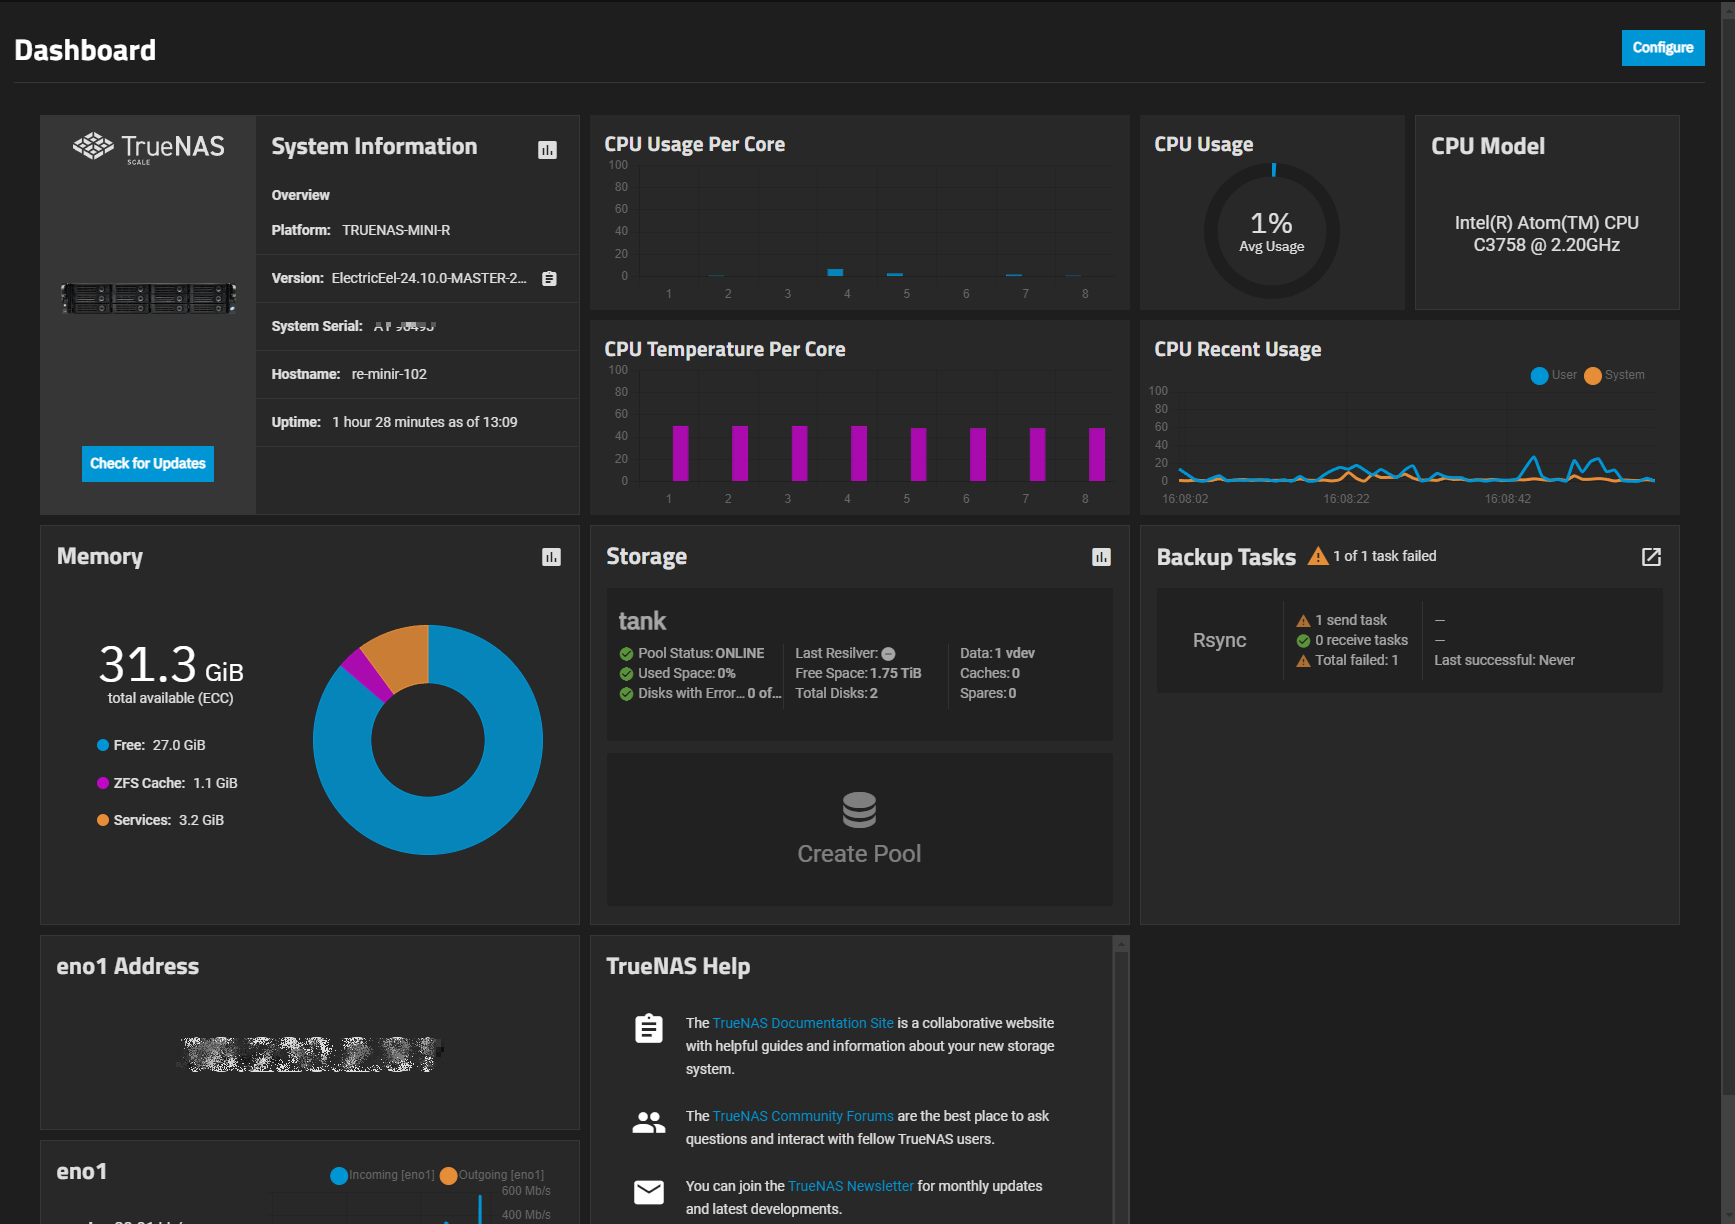 Dashboard
Configure
TrueNAS
SCALE
System Information
Overview
Platform: TRUENAS-MINI-R
Version: ElectricEel-24.10.0-MASTER-2...
System Serial:
Hostname: re-minir-102
Uptime: 1 hour 28 minutes as of 13:09
Check for Updates
CPU Usage Per Core
100
80
60
40
20
0
1 2 3 4 5 6 7 8
CPU Usage
1%
Avg Usage
CPU Model
Intel(R) Atom(TM) CPU
C3758 @ 2.20GHz
CPU Temperature Per Core
100
80
60
40
20
0
1 2 3 4 5 6 7 8
CPU Recent Usage
User System
100
80
60
40
20
0
16:08:02 16:08:22 16:08:42
Memory
31.3 GiB
total available (ECC)
Free: 27.0 GiB
ZFS Cache: 1.1 GiB
Services: 3.2 GiB
Storage
tank
Pool Status: ONLINE Last Resilver: Data: 1 vdev
Used Space: 0% Free Space: 1.75 TiB Caches: 0
Disks with Error... 0 of... Total Disks: 2 Spares: 0
Create Pool
Backup Tasks 1 of 1 task failed
Rsync
1 send task —
0 receive tasks —
Total failed: 1 Last successful: Never
eno1 Address
TrueNAS Help
The TrueNAS Documentation Site is a collaborative website
with helpful guides and information about your new storage
system.
The TrueNAS Community Forums are the best place to ask
questions and interact with fellow TrueNAS users.
You can join the TrueNAS Newsletter for monthly updates
and latest developments.
eno1
Incoming [eno1] Outgoing [eno1]
600 Mb/s
400 Mb/s